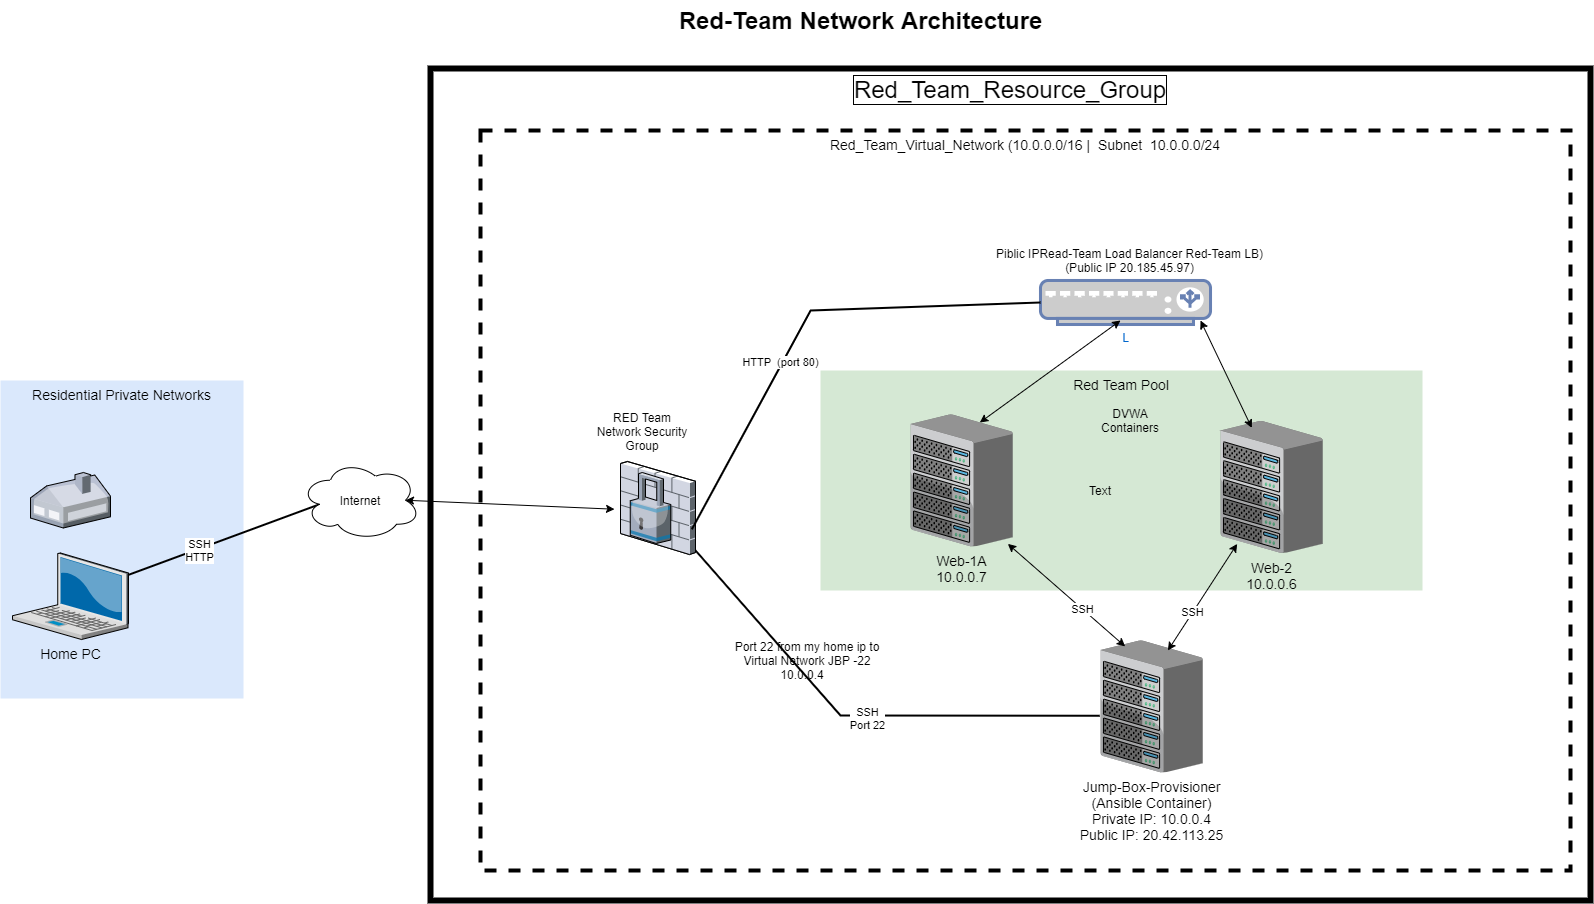 Red-Team Network Architecture
Red_Team_Resource_Group
Red_Team_Virtual_Network (10.0.0.0/16 | Subnet 10.0.0.0/24
Piblic IPRead-Team Load Balancer Red-Team LB)
(Public IP 20.185.45.97)
L
HTTP (port 80)
Residential Private Networks
Red Team Pool
DVWA
Containers
RED Team
Network Security
Group
Text
Internet
SSH
HTTP
Web-1A
10.0.0.7
Web-2
10.0.0.6
SSH
SSH
Home PC
Port 22 from my home ip to
Virtual Network JBP -22
10.0.0.4
SSH
Port 22
Jump-Box-Provisioner
(Ansible Container)
Private IP: 10.0.0.4
Public IP: 20.42.113.25